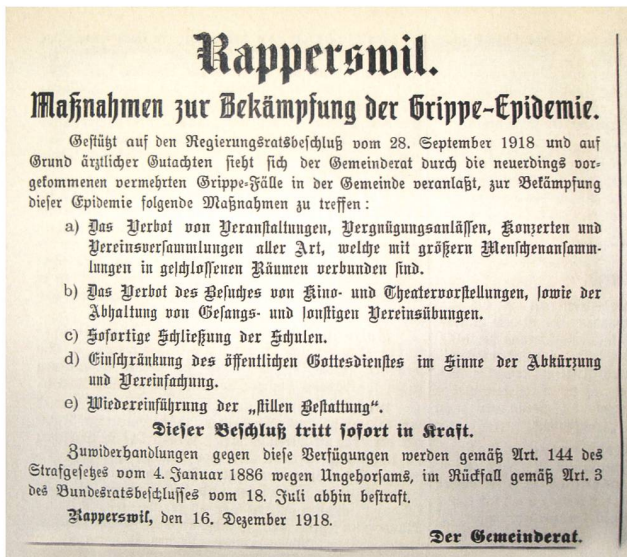 Rapperswil.
Maßnahmen zur Bekämpfung der Grippe-Epidemie.
Gestützt auf den Regierungsratsbeschluß vom 28. September 1918 und auf
Grund ärztlicher Gutachten sieht sich der Gemeinderat durch die neuerdings vor-
gekommenen vermehrten Grippe-Fälle in der Gemeinde veranlaßt, zur Bekämpfung
dieser Epidemie folgende Maßnahmen zu treffen:
a) Das Verbot von Veranstaltungen, Vergnügungsanlässen, Konzerten und
Vereinsversammlungen aller Art, welche mit größern Menschenansamm-
lungen in geschlossenen Räumen verbunden sind.
b) Das Verbot des Besuches von Kino- und Theatervorstellungen, sowie der
Abhaltung von Gesangs- und sonstigen Vereinsübungen.
c) Sofortige Schließung der Schulen.
d) Einschränkung des öffentlichen Gottesdienstes im Sinne der Abkürzung
und Vereinfachung.
e) Wiedereinführung der „stillen Bestattung“.
Dieser Beschluß tritt sofort in Kraft.
Zuwiderhandlungen gegen diese Verfügungen werden gemäß Art. 144 des
Strafgesetzes vom 4. Januar 1886 wegen Ungehorsams, im Rückfall gemäß Art. 3
des Bundesratsbeschlusses vom 18. Juli abhin bestraft.
Rapperswil, den 16. Dezember 1918.
Der Gemeinderat.